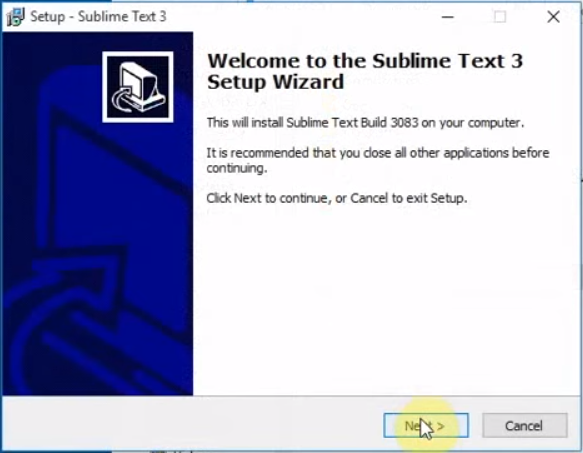 Setup - Sublime Text 3
Welcome to the Sublime Text 3
Setup Wizard
This will install Sublime Text Build 3083 on your computer.
It is recommended that you close all other applications before
continuing.
Click Next to continue, or Cancel to exit Setup.
Next >
Cancel